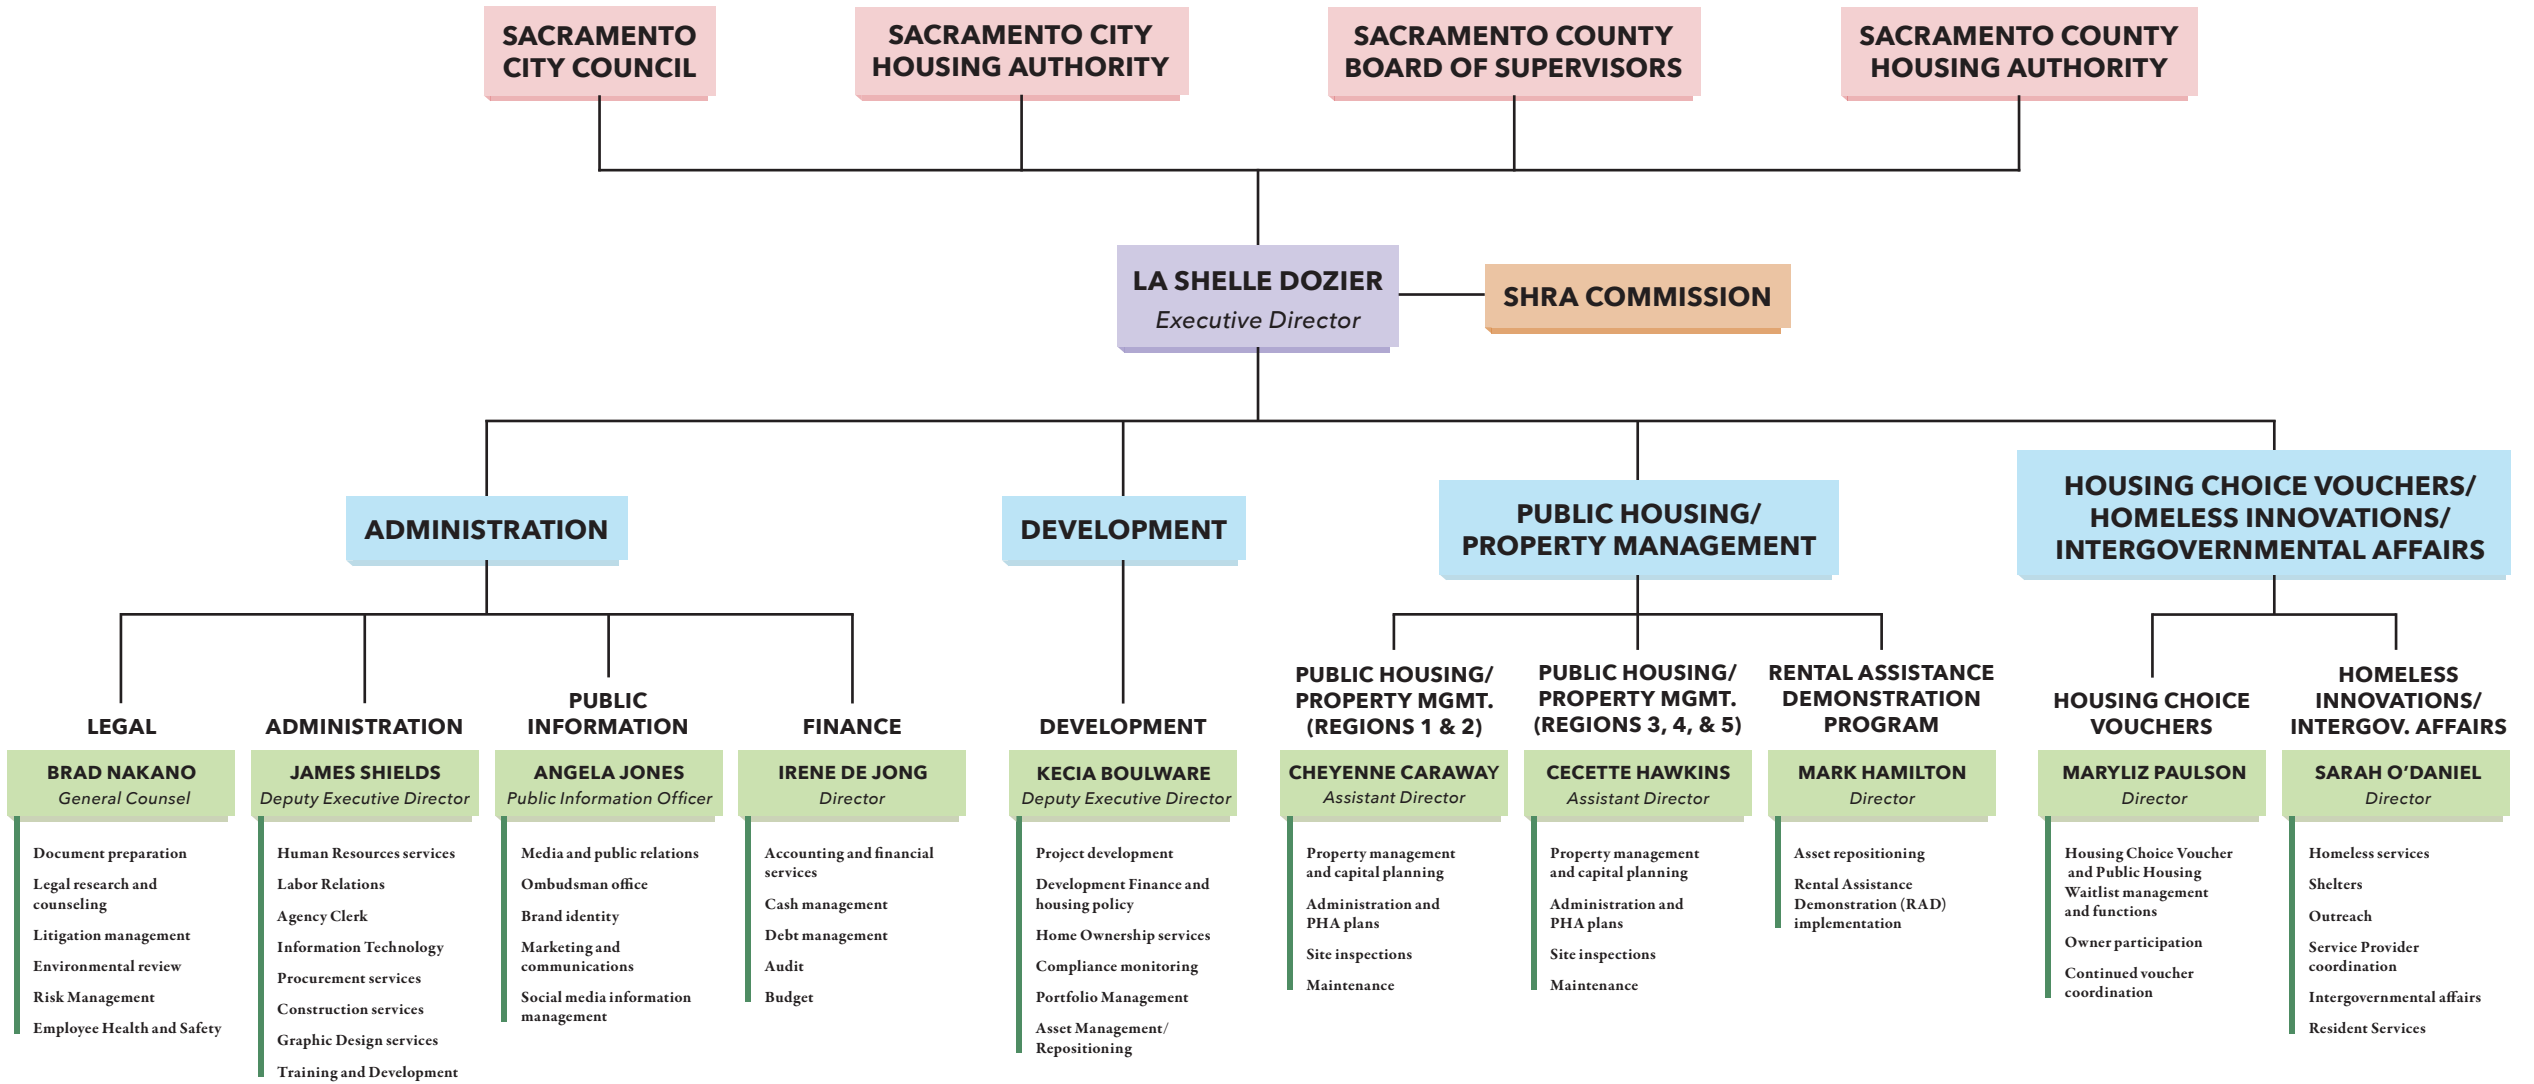 SACRAMENTO
CITY COUNCIL
SACRAMENTO CITY
HOUSING AUTHORITY
SACRAMENTO COUNTY
BOARD OF SUPERVISORS
SACRAMENTO COUNTY
HOUSING AUTHORITY
LA SHELLE DOZIER
Executive Director
SHRA COMMISSION
ADMINISTRATION
DEVELOPMENT
PUBLIC HOUSING/
PROPERTY MANAGEMENT
HOUSING CHOICE VOUCHERS/
HOMELESS INNOVATIONS/
INTERGOVERNMENTAL AFFAIRS
LEGAL
BRAD NAKANO
General Counsel
Document preparation
Legal research and
counseling
Litigation management
Environmental review
Risk Management
Employee Health and Safety
ADMINISTRATION
JAMES SHIELDS
Deputy Executive Director
Human Resources services
Labor Relations
Agency Clerk
Information Technology
Procurement services
Construction services
Graphic Design services
Training and Development
PUBLIC
INFORMATION
ANGELA JONES
Public Information Officer
Media and public relations
Ombudsman office
Brand identity
Marketing and
communications
Social media information
management
FINANCE
IRENE DE JONG
Director
Accounting and financial
services
Cash management
Debt management
Audit
Budget
DEVELOPMENT
KECIA BOULWARE
Deputy Executive Director
Project development
Development Finance and
housing policy
Home Ownership services
Compliance monitoring
Portfolio Management
Asset Management/
Repositioning
PUBLIC HOUSING/
PROPERTY MGMT.
(REGIONS 1 & 2)
CHEYENNE CARAWAY
Assistant Director
Property management
and capital planning
Administration and
PHA plans
Site inspections
Maintenance
PUBLIC HOUSING/
PROPERTY MGMT.
(REGIONS 3, 4, & 5)
CECETTE HAWKINS
Assistant Director
Property management
and capital planning
Administration and
PHA plans
Site inspections
Maintenance
RENTAL ASSISTANCE
DEMONSTRATION
PROGRAM
MARK HAMILTON
Director
Asset repositioning
Rental Assistance
Demonstration (RAD)
implementation
HOUSING CHOICE
VOUCHERS
MARYLIZ PAULSON
Director
Housing Choice Voucher
and Public Housing
Waitlist management
and functions
Owner participation
Continued voucher
coordination
HOMELESS
INNOVATIONS/
INTERGOV. AFFAIRS
SARAH O’DANIEL
Director
Homeless services
Shelters
Outreach
Service Provider
coordination
Intergovernmental affairs
Resident Services